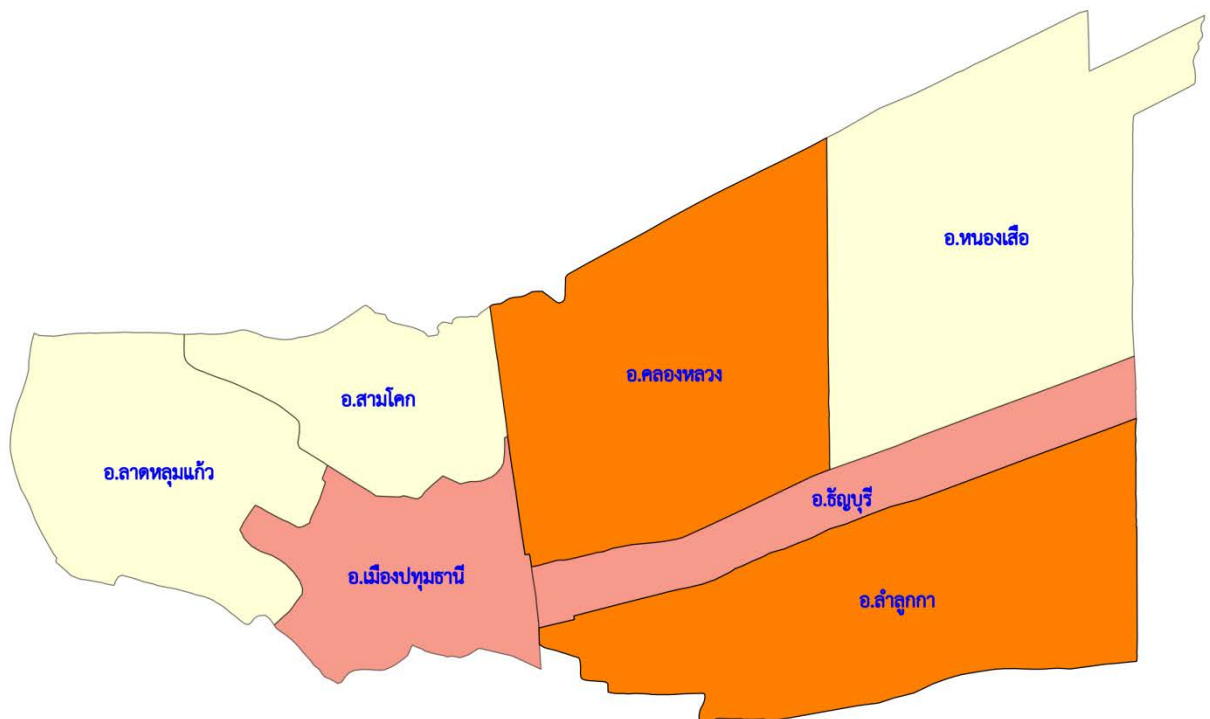 อ.หนองเสือ
อ.คลองหลวง
อ.สามโคก
อ.ลาดหลุมแก้ว
อ.ธัญบุรี
อ.เมืองปทุมธานี
อ.ลำลูกกา